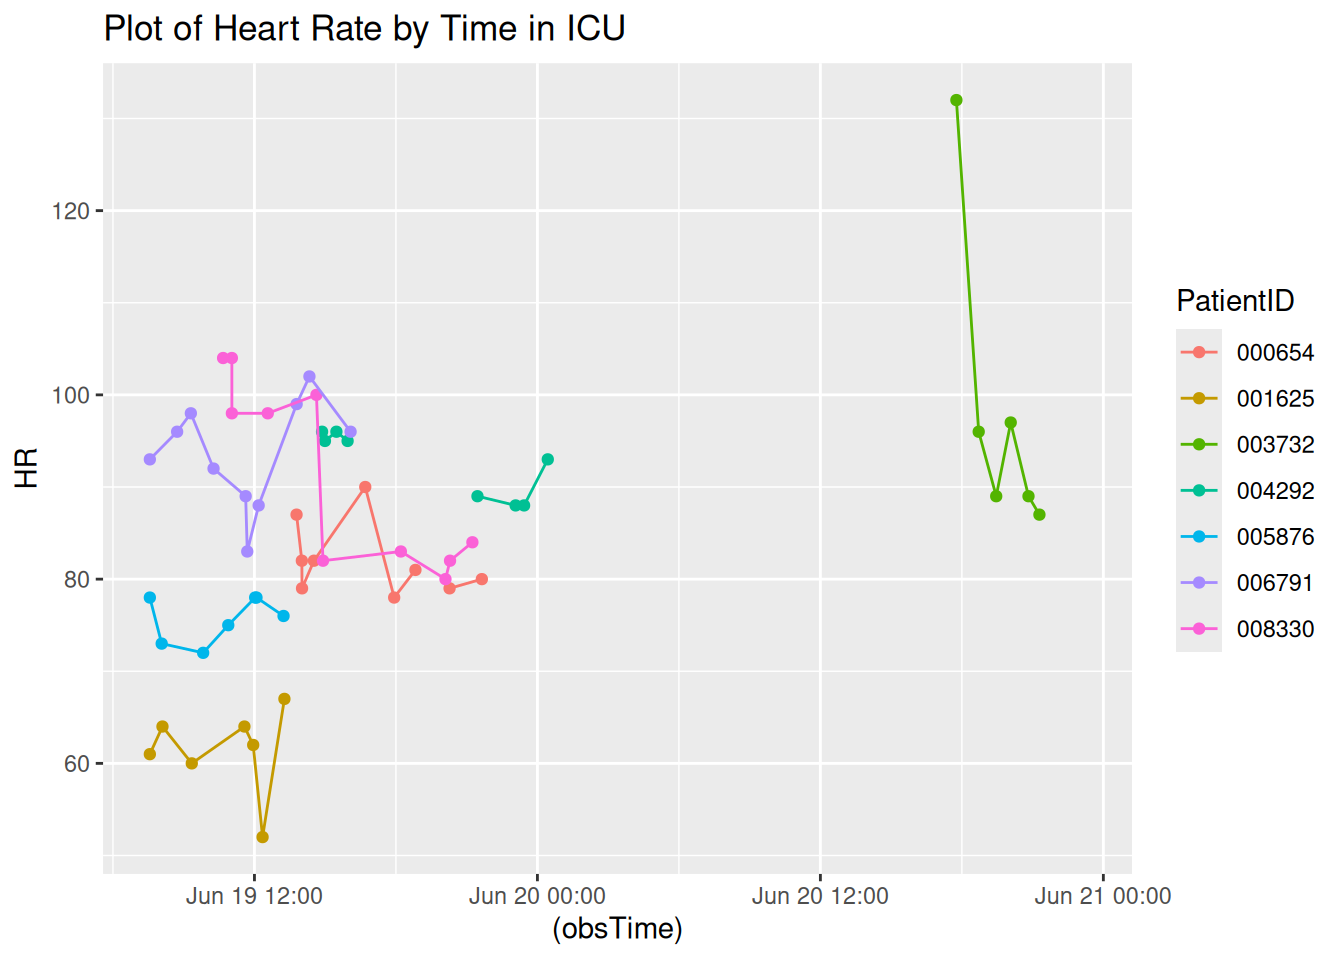 Plot of Heart Rate by Time in ICU
HR
120
100
80
60
Jun 19 12:00 Jun 20 00:00 Jun 20 12:00 Jun 21 00:00
(obsTime)
PatientID
000654
001625
003732
004292
005876
006791
008330